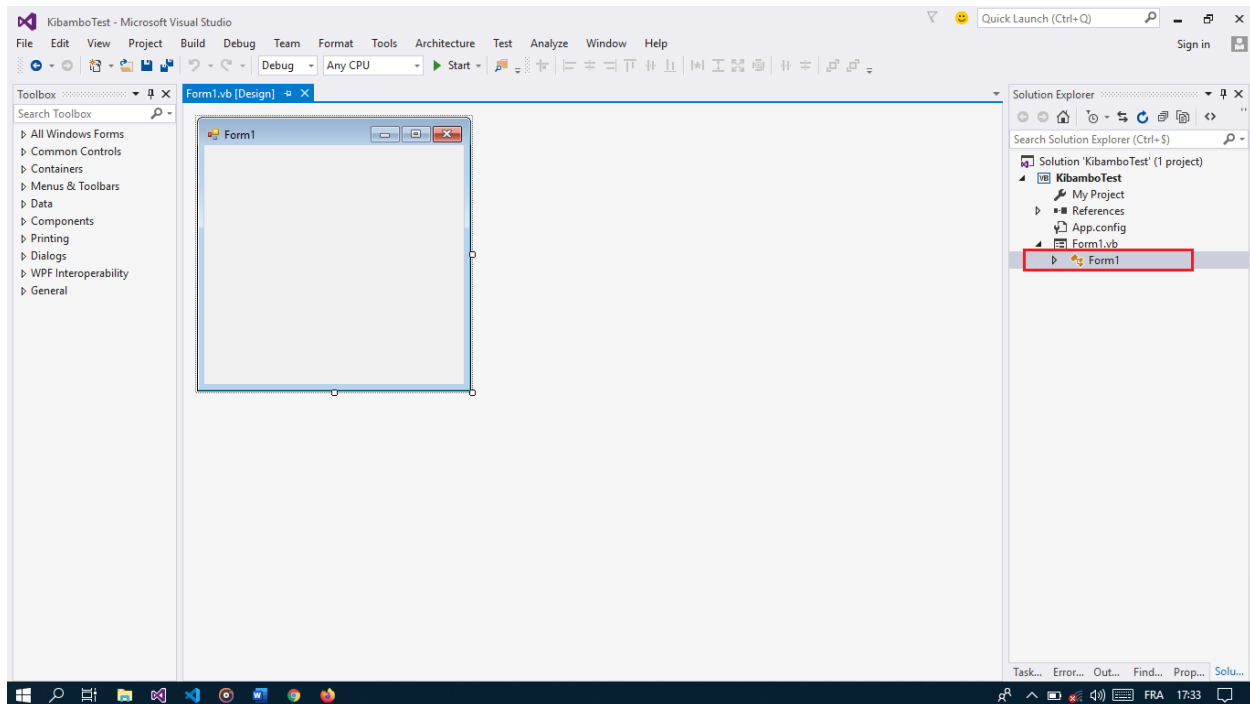 KibamboTest - Microsoft Visual Studio
Quick Launch (Ctrl+Q)
File Edit View Project Build Debug Team Format Tools Architecture Test Analyze Window Help
Sign in
Debug Any CPU Start
Toolbox
Search Toolbox
All Windows Forms
Common Controls
Containers
Menus & Toolbars
Data
Components
Printing
Dialogs
WPF Interoperability
General
Form1.vb [Design]
Form1
Solution Explorer
Search Solution Explorer (Ctrl+$)
Solution 'KibamboTest' (1 project)
VB KibamboTest
My Project
References
App.config
Form1.vb
Form1
Task... Error... Out... Find... Prop... Solu...
FRA 17:33